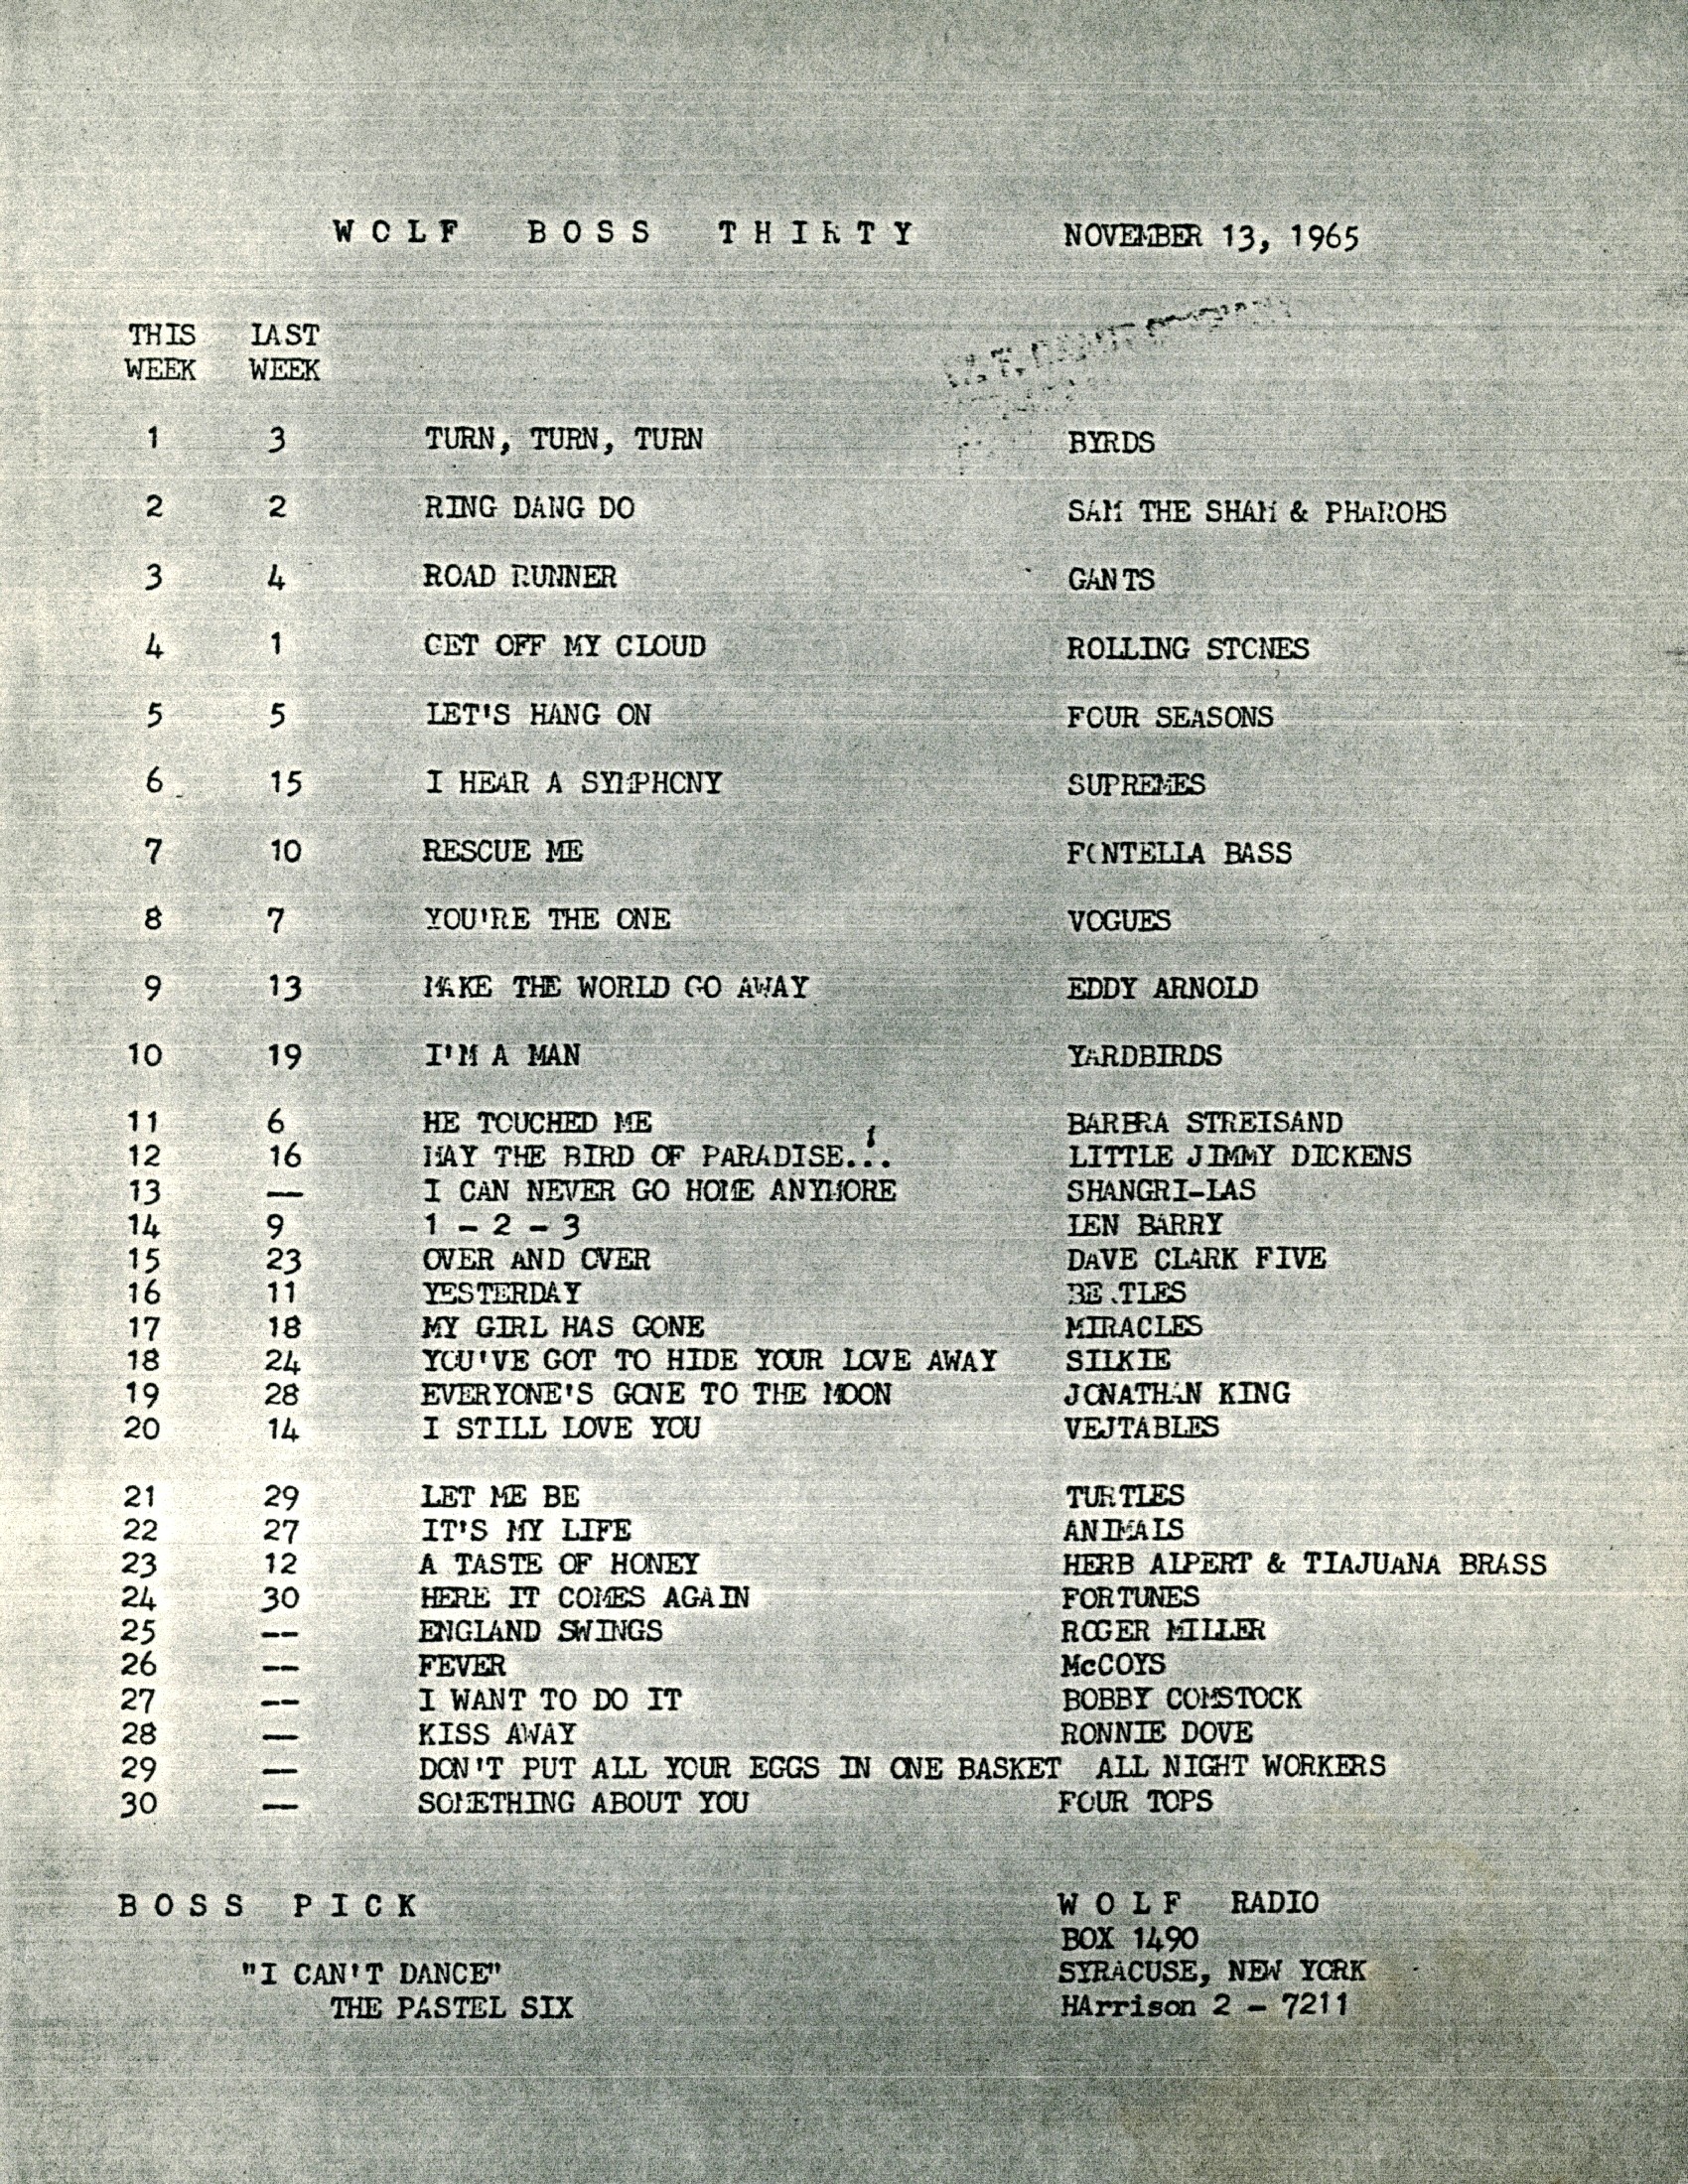 WOLF BOSS THIRTY NOVEMBER 13, 1965
THIS LAST
WEEK WEEK
1 3 TURN, TURN, TURN BYRDS
2 2 RING DANG DO SAM THE SHAM & PHAROHS
3 4 ROAD RUNNER GANTS
4 1 GET OFF MY CLOUD ROLLING STONES
5 5 LET'S HANG ON FOUR SEASONS
6 15 I HEAR A SYMPHONY SUPREMES
7 10 RESCUE ME FONTELLA BASS
8 7 YOU'RE THE ONE VOGUES
9 13 MAKE THE WORLD GO AWAY EDDY ARNOLD
10 19 I'M A MAN YARDBIRDS
11 6 HE TOUCHED ME BARBRA STREISAND
12 16 MAY THE BIRD OF PARADISE... LITTLE JIMMY DICKENS
13 — I CAN NEVER GO HOME ANYMORE SHANGRI-LAS
14 9 1 - 2 - 3 LEN BARRY
15 23 OVER AND OVER DAVE CLARK FIVE
16 11 YESTERDAY BEATLES
17 18 MY GIRL HAS GONE MIRACLES
18 24 YOU'VE GOT TO HIDE YOUR LOVE AWAY SILKIE
19 28 EVERYONE'S GONE TO THE MOON JONATHAN KING
20 14 I STILL LOVE YOU VEJTABLES
21 29 LET ME BE TURTLES
22 27 IT'S MY LIFE ANIMALS
23 12 A TASTE OF HONEY HERB ALPERT & TIAJUANA BRASS
24 30 HERE IT COMES AGAIN FORTUNES
25 -- ENGLAND SWINGS ROGER MILLER
26 -- FEVER McCOYS
27 -- I WANT TO DO IT BOBBY COMSTOCK
28 — KISS AWAY RONNIE DOVE
29 — DON'T PUT ALL YOUR EGGS IN ONE BASKET ALL NIGHT WORKERS
30 — SOMETHING ABOUT YOU FOUR TOPS
BOSS PICK WOLF RADIO
BOX 1490
"I CAN'T DANCE" SYRACUSE, NEW YORK
THE PASTEL SIX HArrison 2 - 7211